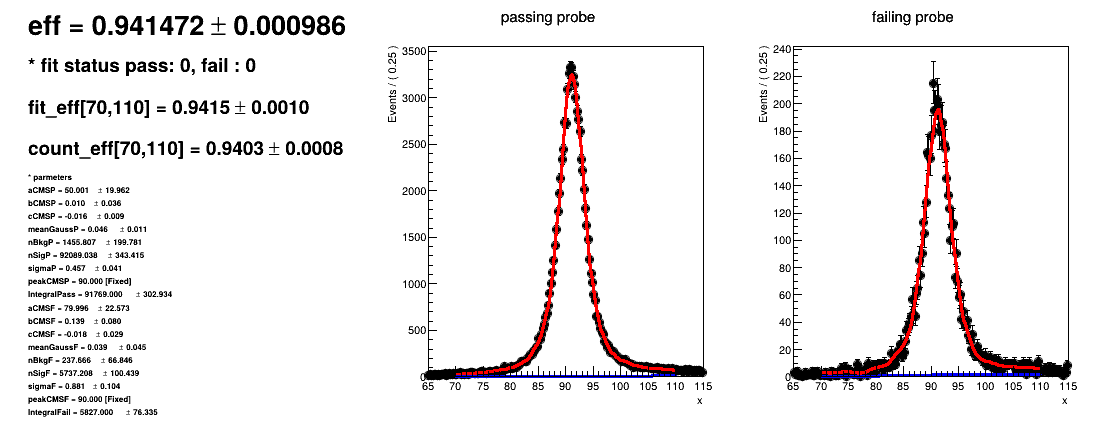 eff = 0.941472 ± 0.000986
* fit status pass: 0, fail : 0
fit_eff[70,110] = 0.9415 ± 0.0010
count_eff[70,110] = 0.9403 ± 0.0008
* parmeters
aCMSP = 50.001 ± 19.962
bCMSP = 0.010 ± 0.036
cCMSP = -0.016 ± 0.009
meanGaussP = 0.046 ± 0.011
nBkgP = 1455.807 ± 199.781
nSigP = 92089.038 ± 343.415
sigmaP = 0.457 ± 0.041
peakCMSP = 90.000 [Fixed]
IntegralPass = 91769.000 ± 302.934
aCMSF = 79.996 ± 22.573
bCMSF = 0.139 ± 0.080
cCMSF = -0.018 ± 0.029
meanGaussF = 0.039 ± 0.045
nBkgF = 237.666 ± 66.846
nSigF = 5737.208 ± 100.439
sigmaF = 0.881 ± 0.104
peakCMSF = 90.000 [Fixed]
IntegralFail = 5827.000 ± 76.335
passing probe
Events / ( 0.25 )
3500
3000
2500
2000
1500
1000
500
0
65 70 75 80 85 90 95 100 105 110 115
x
failing probe
Events / ( 0.25 )
240
220
200
180
160
140
120
100
80
60
40
20
0
65 70 75 80 85 90 95 100 105 110 115
x